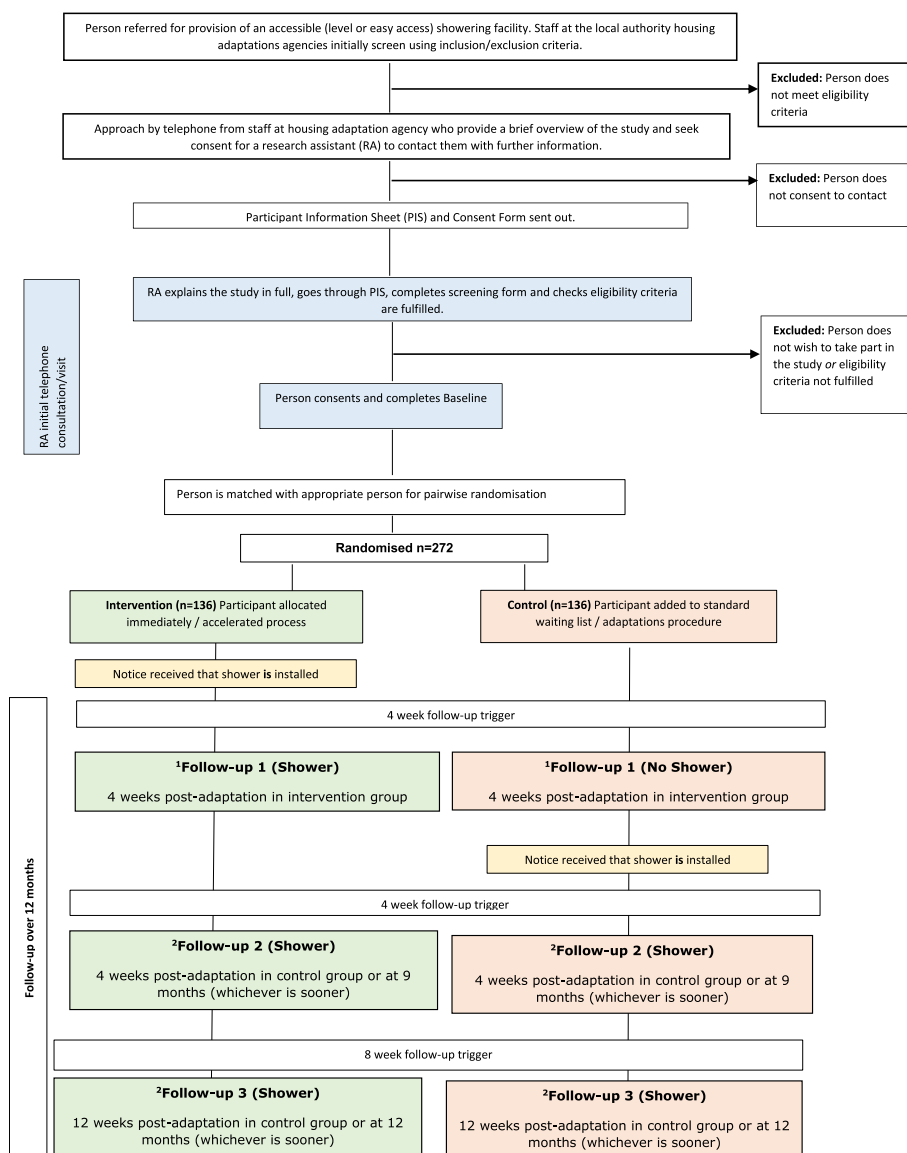 Person referred for provision of an accessible (level or easy access) showering facility. Staff at the local authority housing
adaptations agencies initially screen using inclusion/exclusion criteria.
Excluded: Person does
not meet eligibility
criteria
Approach by telephone from staff at housing adaptation agency who provide a brief overview of the study and seek
consent for a research assistant (RA) to contact them with further information.
Excluded: Person does
not consent to contact
Participant Information Sheet (PIS) and Consent Form sent out.
RA initial telephone
consultation/visit
RA explains the study in full, goes through PIS, completes screening form and checks eligibility criteria
are fulfilled.
Excluded: Person does
not wish to take part in
the study or eligibility
criteria not fulfilled
Person consents and completes Baseline
Person is matched with appropriate person for pairwise randomisation
Randomised n=272
Intervention (n=136) Participant allocated
immediately / accelerated process
Control (n=136) Participant added to standard
waiting list / adaptations procedure
Notice received that shower is installed
Follow-up over 12 months
4 week follow-up trigger
¹Follow-up 1 (Shower)
4 weeks post-adaptation in intervention group
¹Follow-up 1 (No Shower)
4 weeks post-adaptation in intervention group
Notice received that shower is installed
4 week follow-up trigger
²Follow-up 2 (Shower)
4 weeks post-adaptation in control group or at 9
months (whichever is sooner)
²Follow-up 2 (Shower)
4 weeks post-adaptation in control group or at 9
months (whichever is sooner)
8 week follow-up trigger
²Follow-up 3 (Shower)
12 weeks post-adaptation in control group or at 12
months (whichever is sooner)
²Follow-up 3 (Shower)
12 weeks post-adaptation in control group or at 12
months (whichever is sooner)